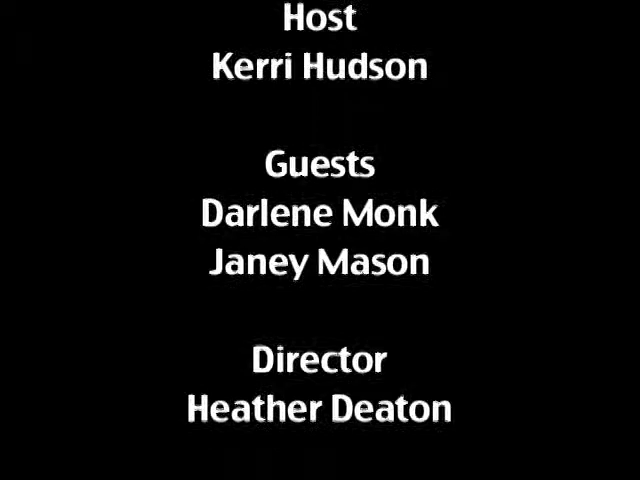 Host
Kerri Hudson
Guests
Darlene Monk
Janey Mason
Director
Heather Deaton